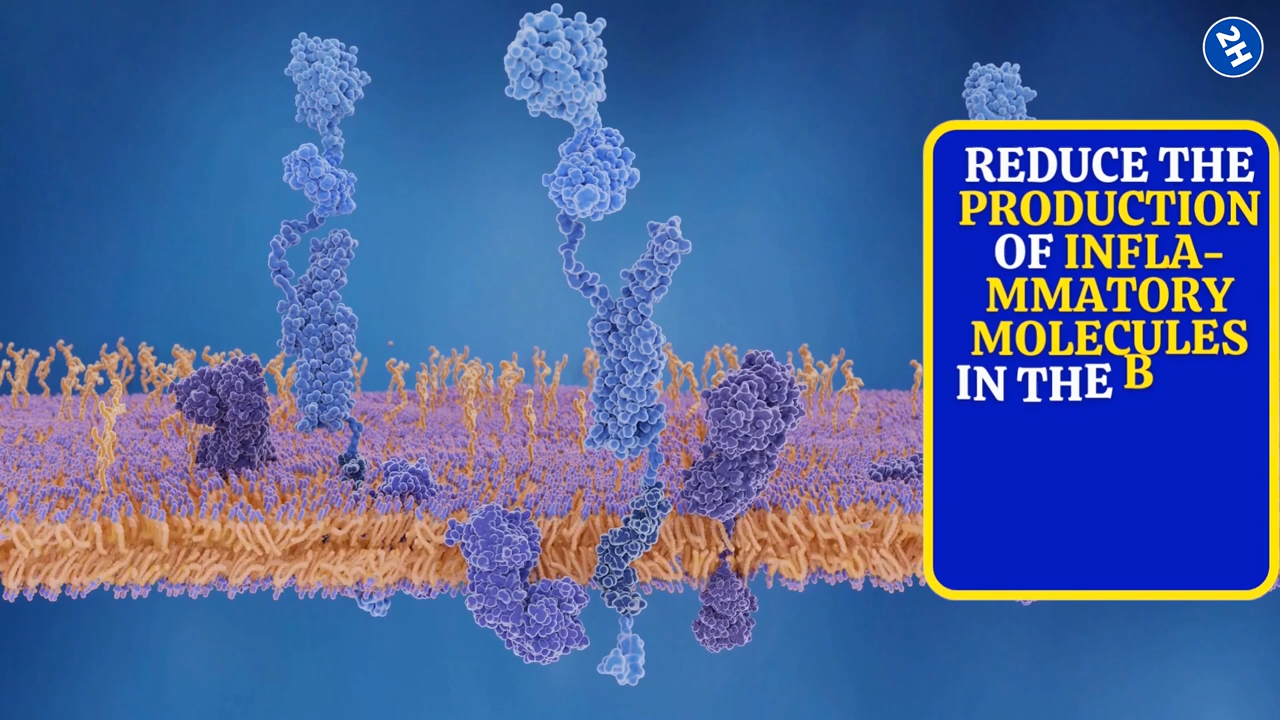 2H
REDUCE THE
PRODUCTION
OF INFLA-
MMATORY
MOLECULES
IN THE B